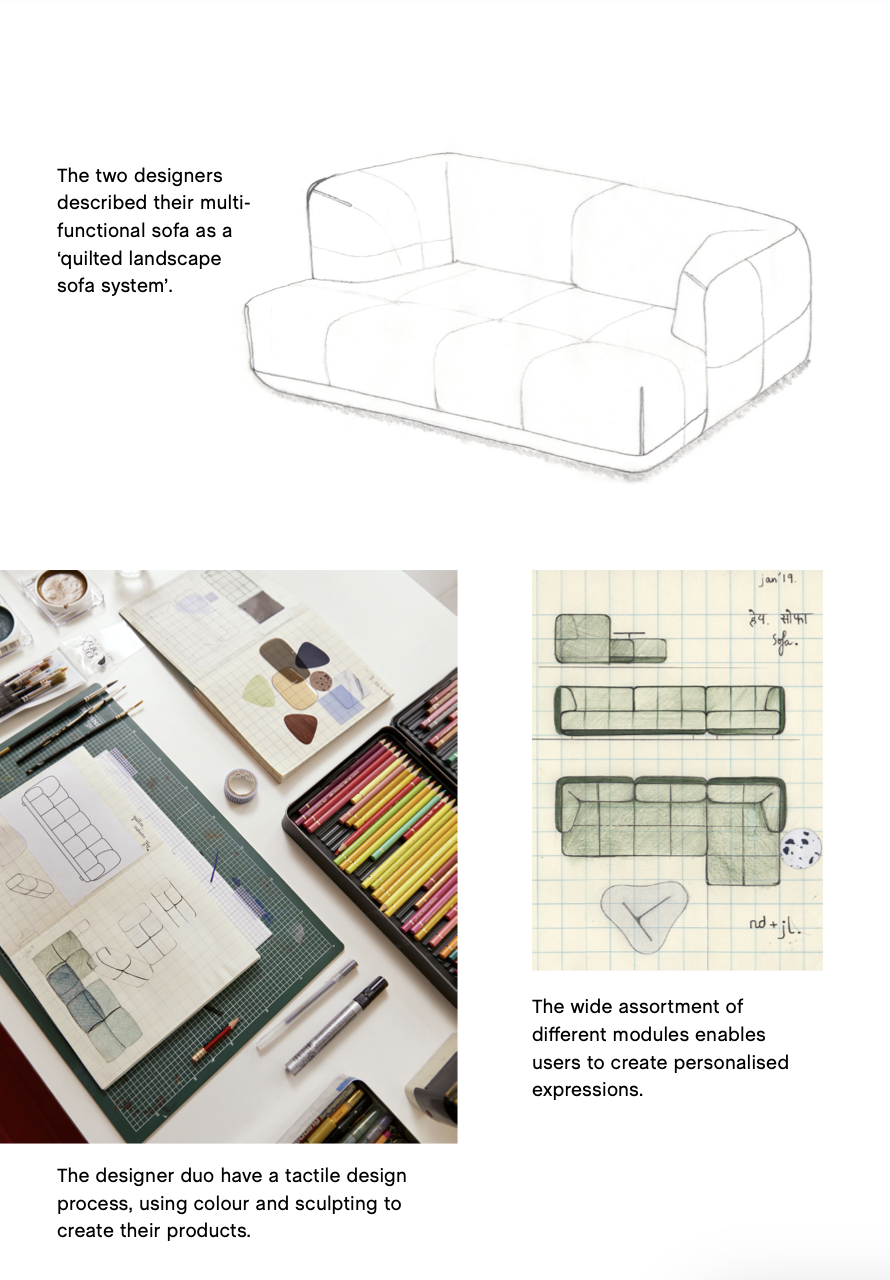 The two designers
described their multi-
functional sofa as a
‘quilted landscape
sofa system’.
jan'19.
हेय. सोफा
sofa.
nd + jl.
The wide assortment of
different modules enables
users to create personalised
expressions.
The designer duo have a tactile design
process, using colour and sculpting to
create their products.